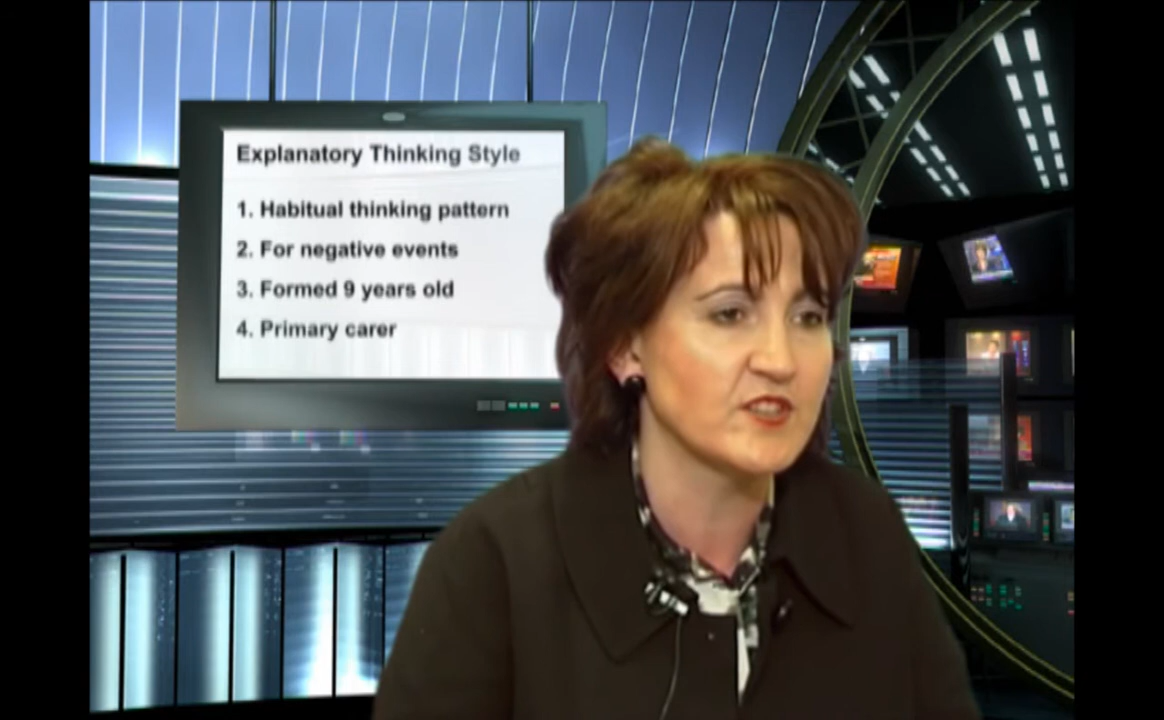 Explanatory Thinking Style
1. Habitual thinking pattern
2. For negative events
3. Formed 9 years old
4. Primary carer